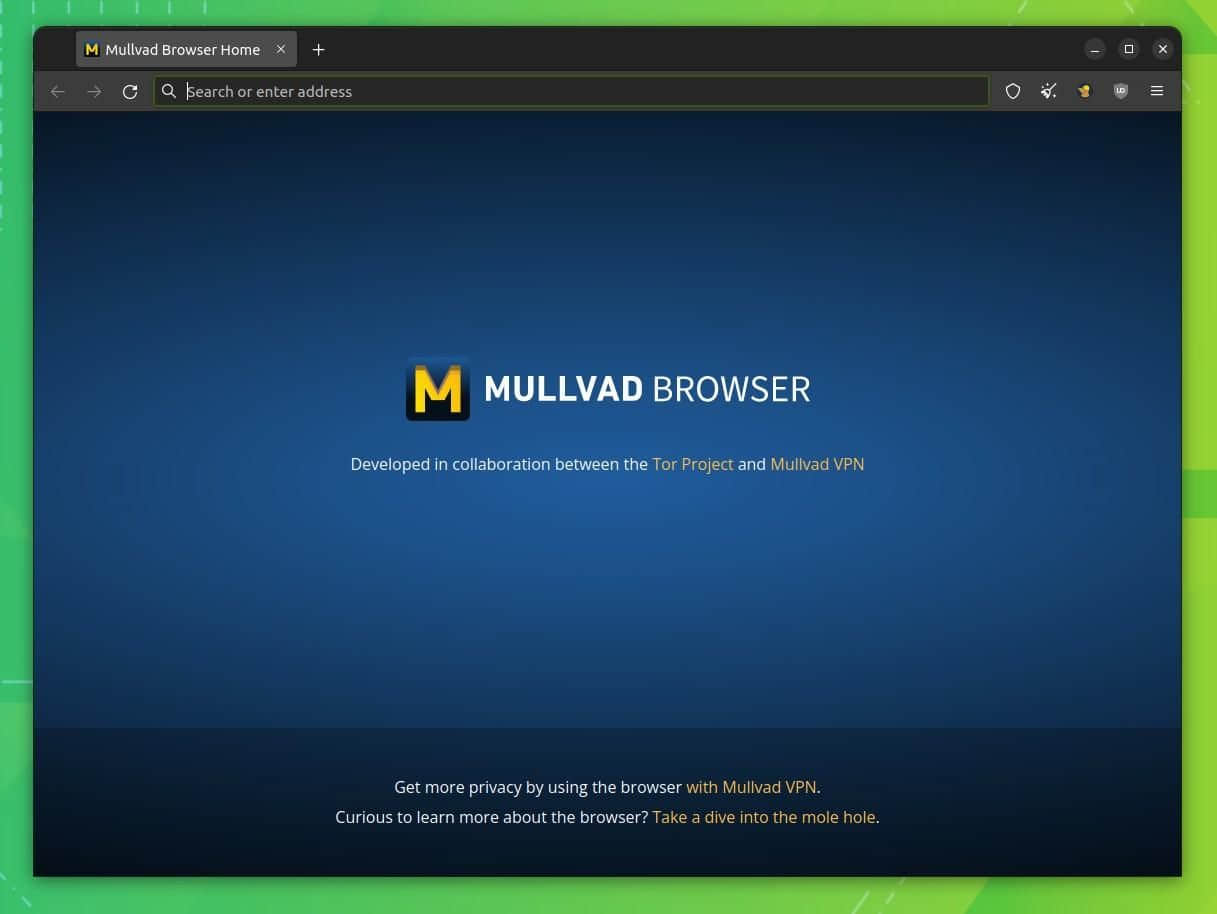 Mullvad Browser Home
Search or enter address
MULLVAD BROWSER
Developed in collaboration between the Tor Project and Mullvad VPN
Get more privacy by using the browser with Mullvad VPN.
Curious to learn more about the browser? Take a dive into the mole hole.